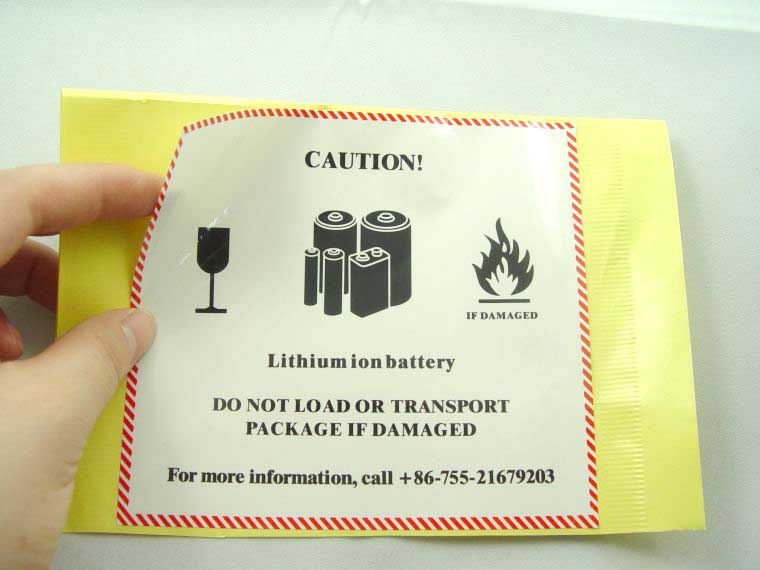 CAUTION!
IF DAMAGED
Lithium ion battery
DO NOT LOAD OR TRANSPORT
PACKAGE IF DAMAGED
For more information, call +86-755-21679203